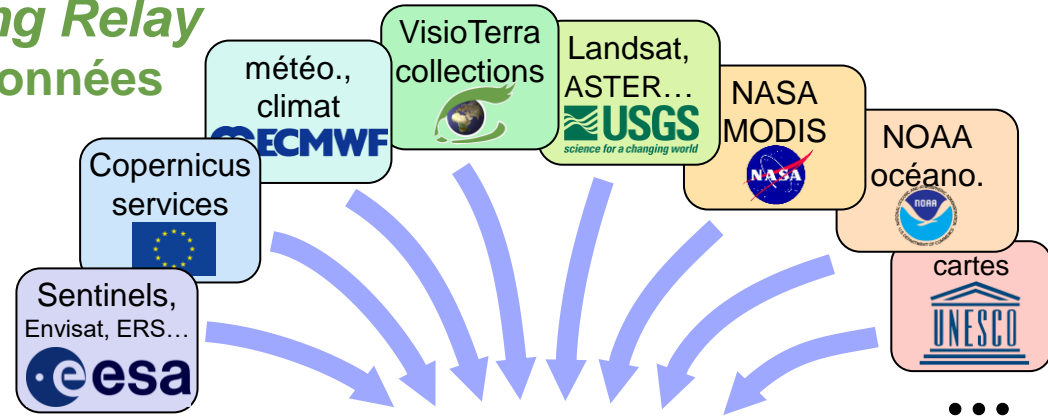 ng Relay
onnées
météo.,
climat
ECMWF
VisioTerra
collections
Landsat,
ASTER…
USGS
science for a changing world
NASA
MODIS
NASA
NOAA
océano.
NOAA
Copernicus
services
cartes
UNESCO
Sentinels,
Envisat, ERS…
esa
...